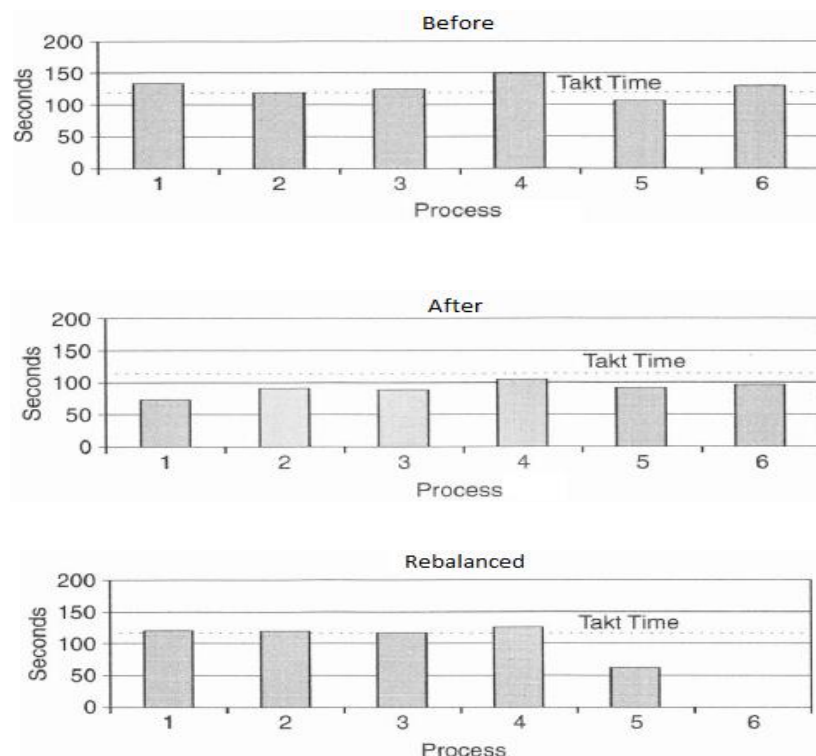 Before
200
150
Takt Time
100
50
0
Seconds
1 2 3 4 5 6
Process
After
200
150
Takt Time
100
50
0
Seconds
1 2 3 4 5 6
Process
Rebalanced
200
150
Takt Time
100
50
0
Seconds
1 2 3 4 5 6
Process